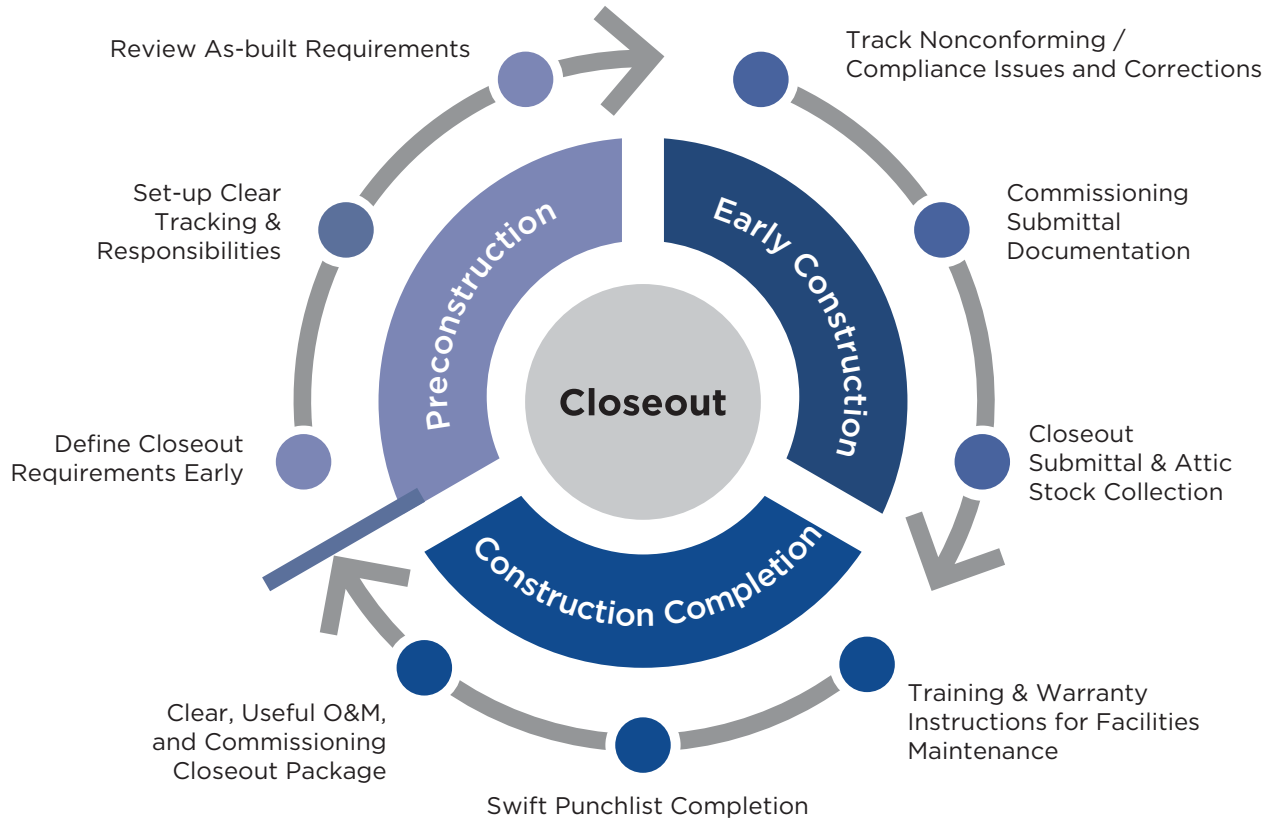 Review As-built Requirements
Track Nonconforming /
Compliance Issues and Corrections
Set-up Clear
Tracking &
Responsibilities
Commissioning
Submittal
Documentation
Preconstruction
Early Construction
Closeout
Define Closeout
Requirements Early
Closeout
Submittal & Attic
Stock Collection
Construction Completion
Training & Warranty
Instructions for Facilities
Maintenance
Clear, Useful O&M,
and Commissioning
Closeout Package
Swift Punchlist Completion